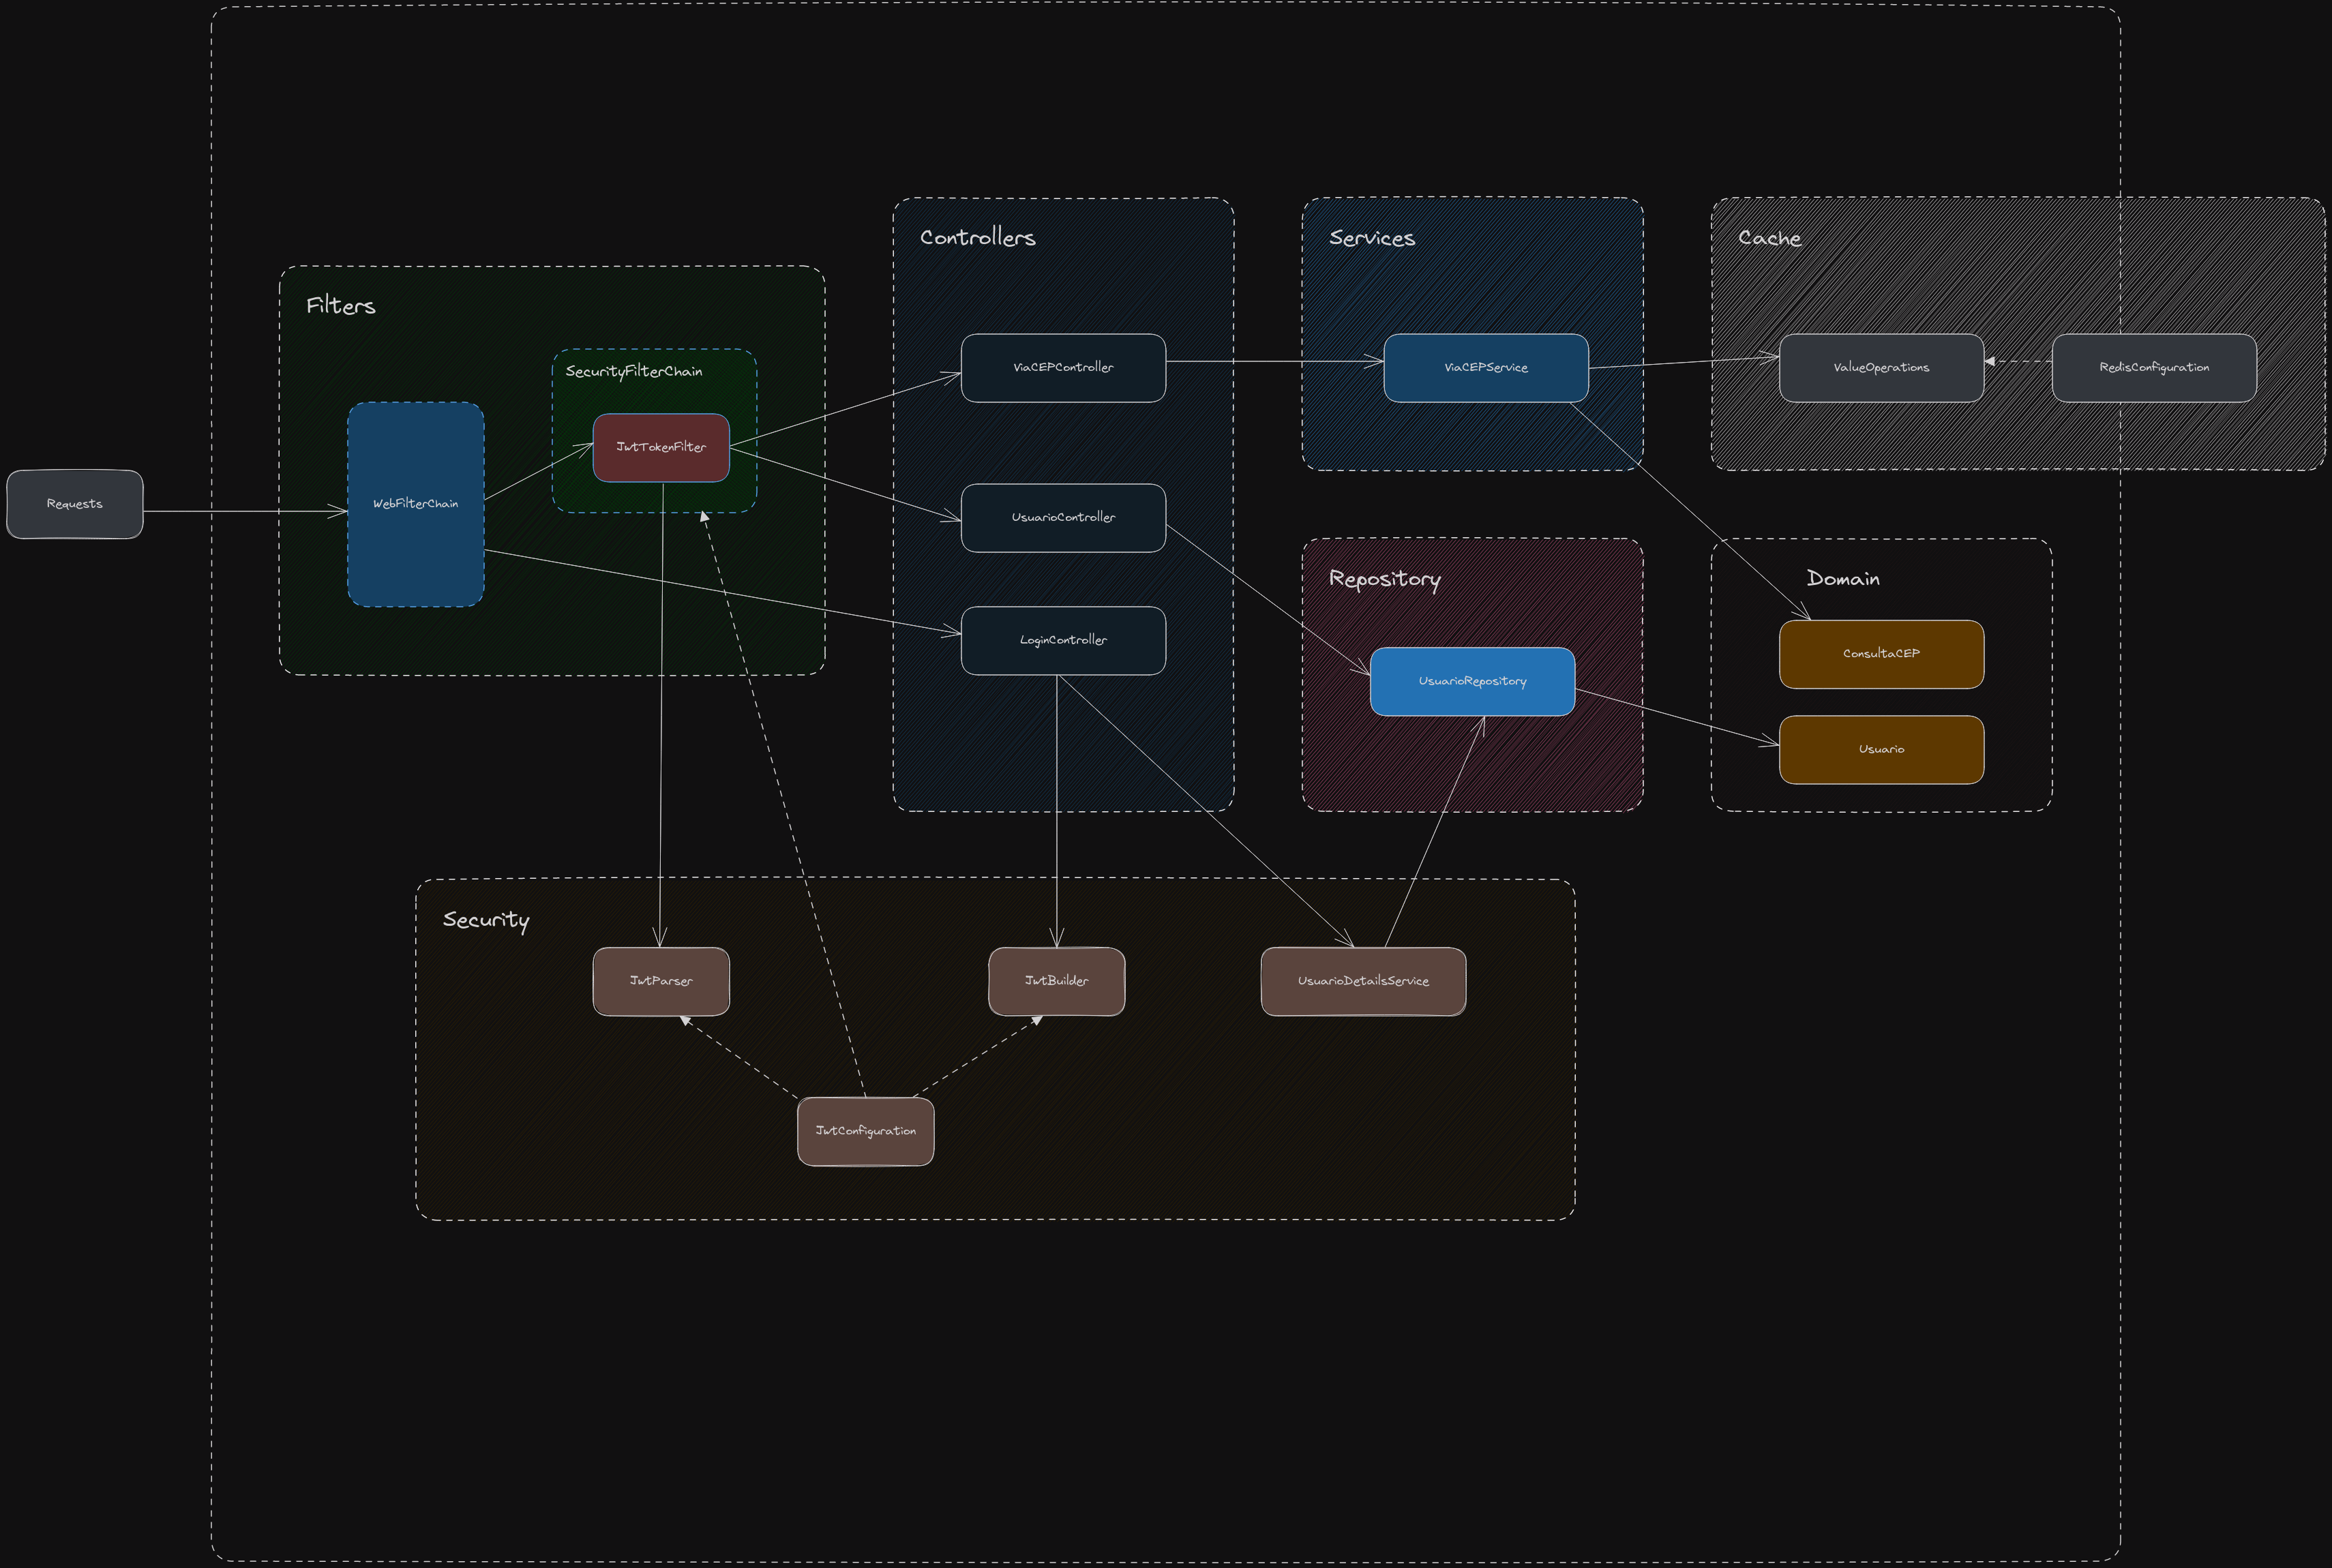 Controllers
Services
Cache
Filters
ViaCEPController
ViaCEPService
ValueOperations
RedisConfiguration
SecurityFilterChain
JwtTokenFilter
Requests
WebFilterChain
UsuarioController
Repository
Domain
LoginController
ConsultaCEP
UsuarioRepository
Usuario
Security
JwtParser
JwtBuilder
UsuarioDetailsService
JwtConfiguration